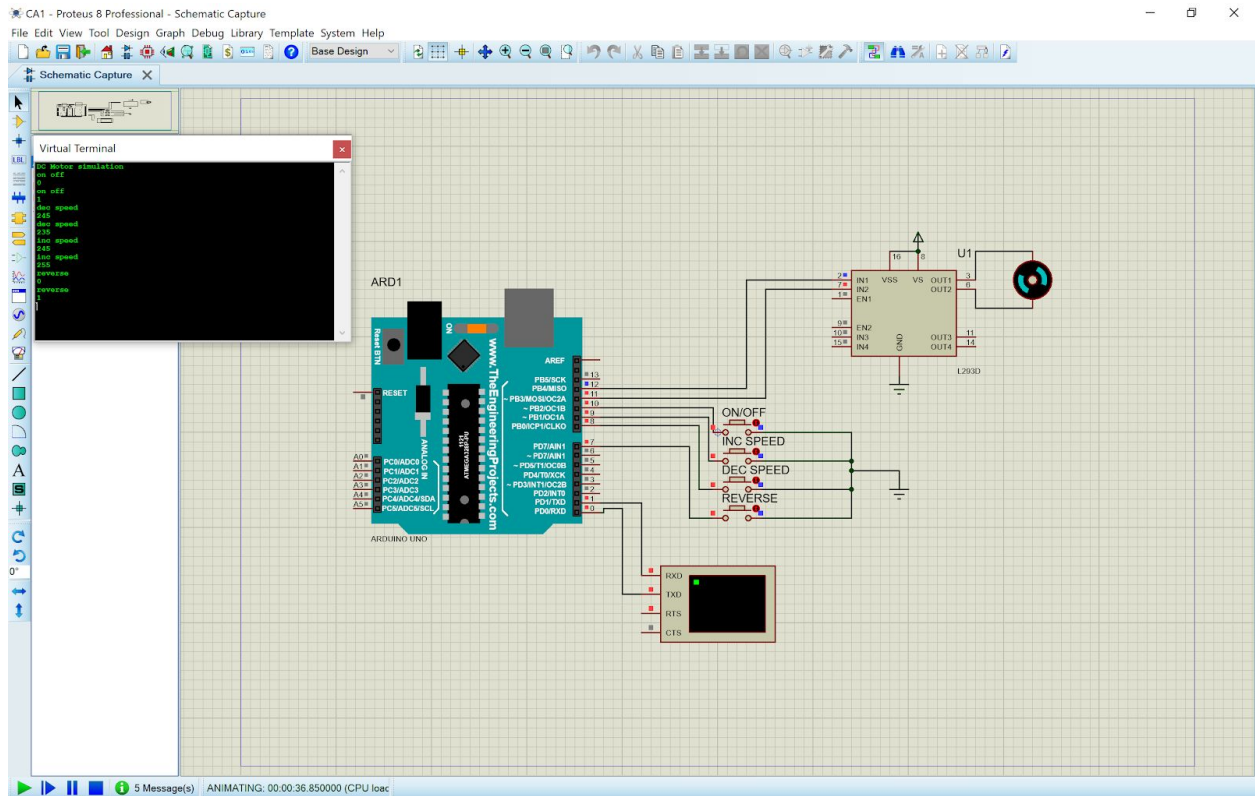 CA1 - Proteus 8 Professional - Schematic Capture
File Edit View Tool Design Graph Debug Library Template System Help
Base Design
Schematic Capture
LBL
Virtual Terminal
DC Motor simulation
on off
0
on off
1
dec speed
245
dec speed
235
inc speed
245
inc speed
255
reverse
0
reverse
1
A
S
0°
ARD1
Reset BTN
ON
www.TheEngineeringProjects.com
ANALOG IN
1121
ATMEGA328P-PU
RESET
AREF
PB5/SCK
PB4/MISO
~ PB3/MOSI/OC2A
~ PB2/OC1B
~ PB1/OC1A
PB0/ICP1/CLKO
PD7/AIN1
~ PD7/AIN1
~ PD5/T1/OC0B
PD4/T0/XCK
~ PD3/INT1/OC2B
PD2/INT0
PD1/TXD
PD0/RXD
13
12
11
10
9
8
7
6
5
4
3
2
1
0
A0
A1
A2
A3
A4
A5
PC0/ADC0
PC1/ADC1
PC2/ADC2
PC3/ADC3
PC4/ADC4/SDA
PC5/ADC5/SCL
ARDUINO UNO
U1
16 8
2 IN1 VSS VS OUT1 3
7 IN2 OUT2 6
1 EN1
9 EN2
10 IN3 GND OUT3 11
15 IN4 OUT4 14
L293D
ON/OFF
INC SPEED
DEC SPEED
REVERSE
RXD
TXD
RTS
CTS
5 Message(s) ANIMATING: 00:00:36.850000 (CPU load